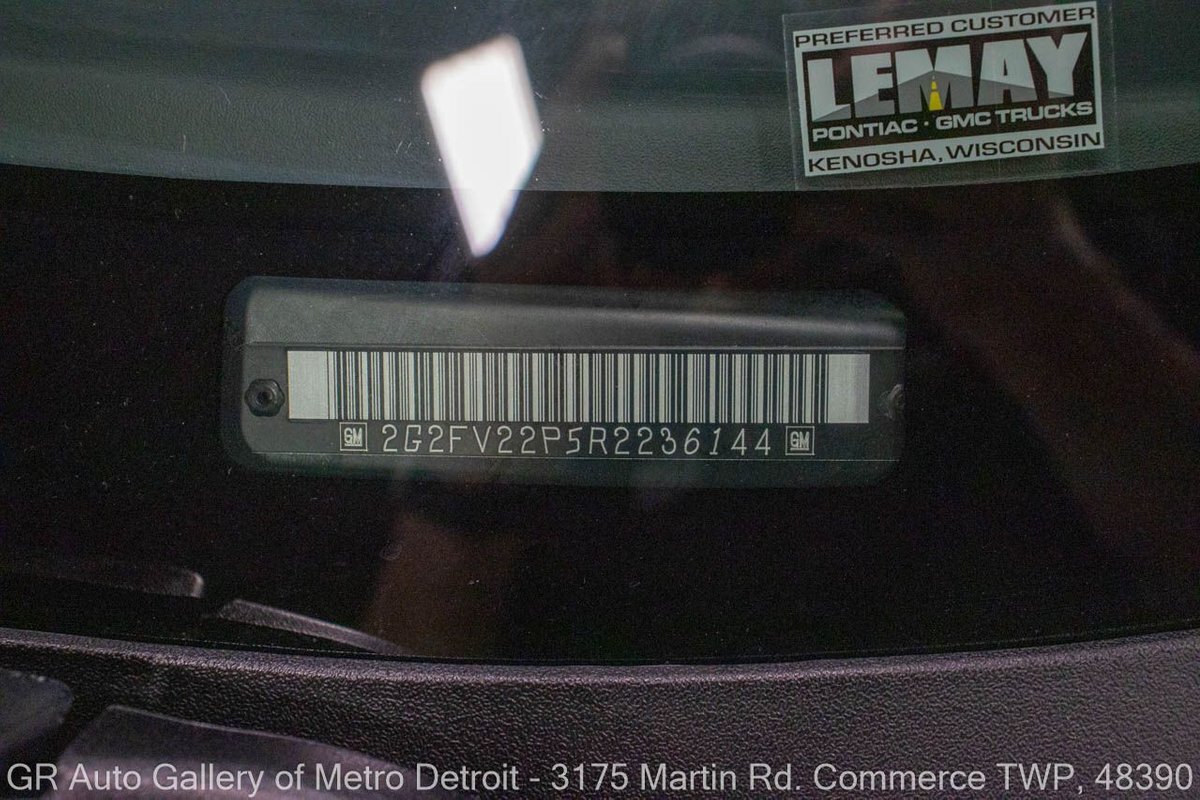 PREFERRED CUSTOMER
LEMAY
PONTIAC · GMC TRUCKS
KENOSHA, WISCONSIN
GM 2G2FV22P5R2236144 GM
GR Auto Gallery of Metro Detroit - 3175 Martin Rd. Commerce TWP, 48390